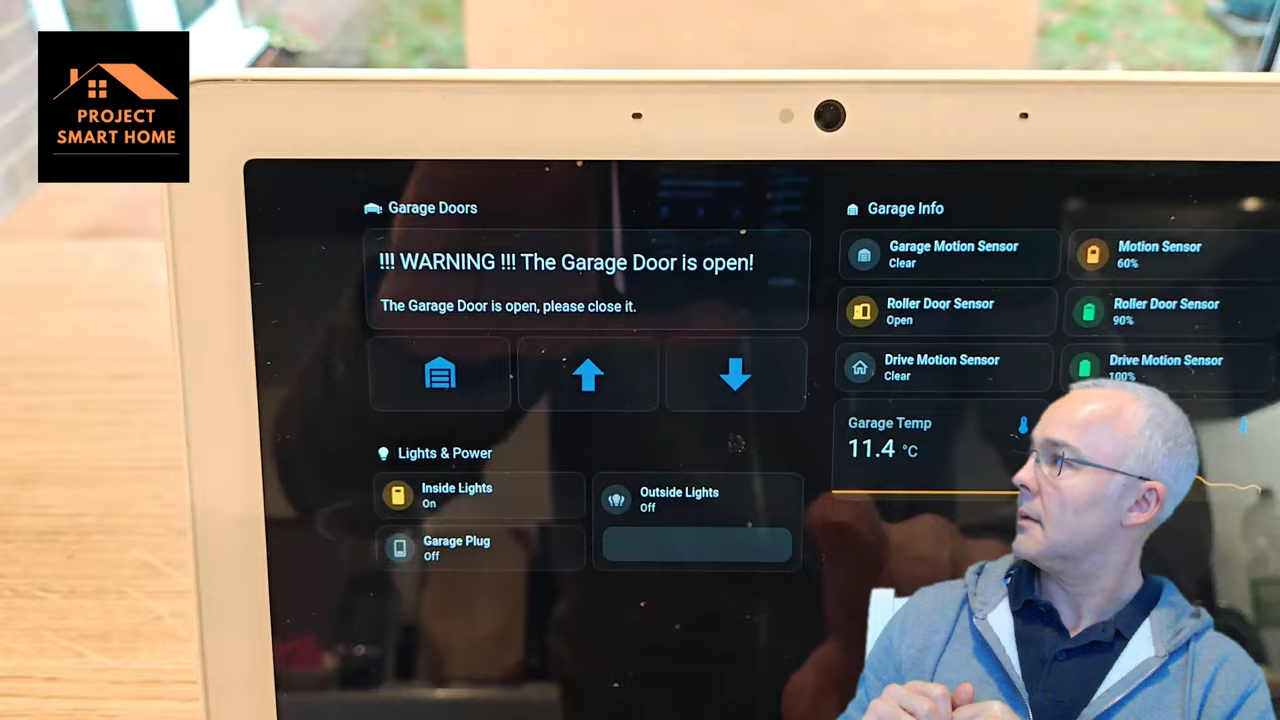 PROJECT
SMART HOME
Garage Doors
!!! WARNING !!! The Garage Door is open!
The Garage Door is open, please close it.
Lights & Power
Inside Lights
On
Garage Plug
Off
Outside Lights
Off
Garage Info
Garage Motion Sensor
Clear
Motion Sensor
60%
Roller Door Sensor
Open
Roller Door Sensor
90%
Drive Motion Sensor
Clear
Drive Motion Sensor
100%
Garage Temp
11.4 °C